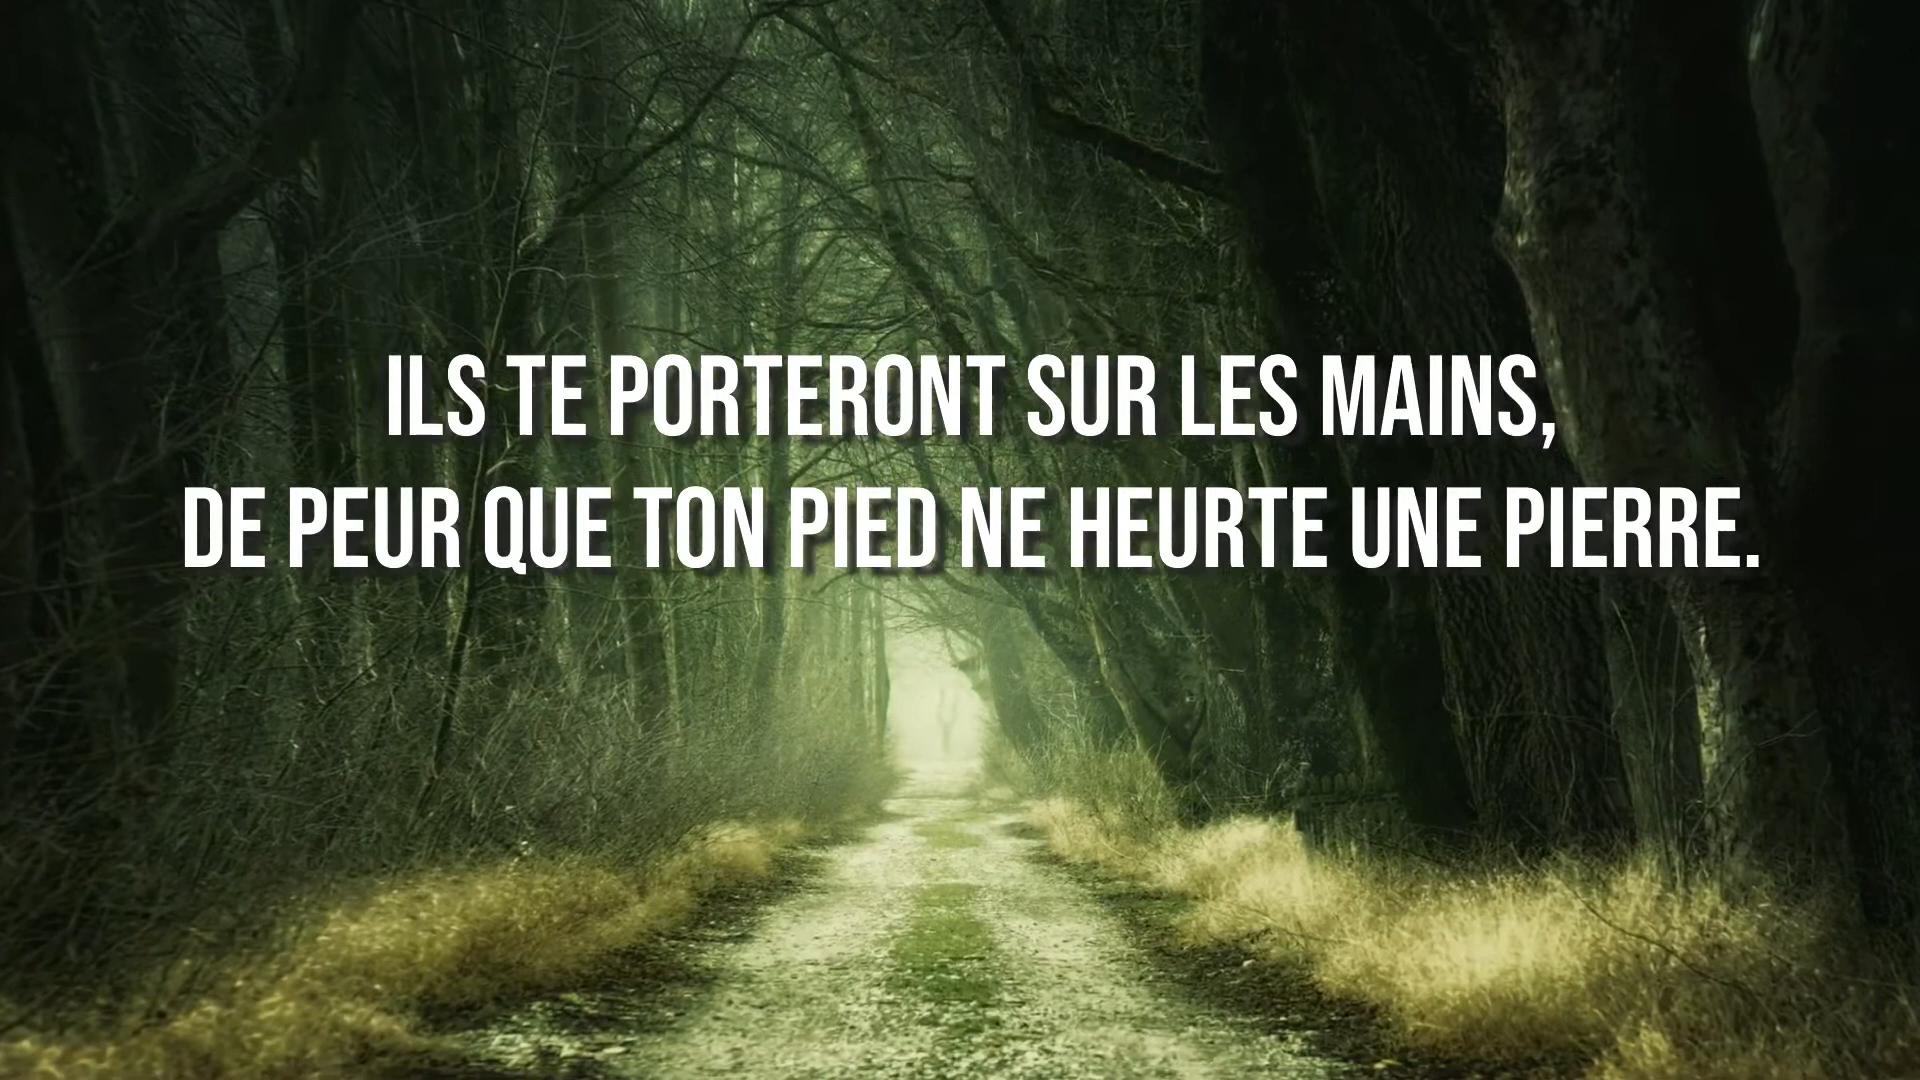 ILS TE PORTERONT SUR LES MAINS,
DE PEUR QUE TON PIED NE HEURTE UNE PIERRE.